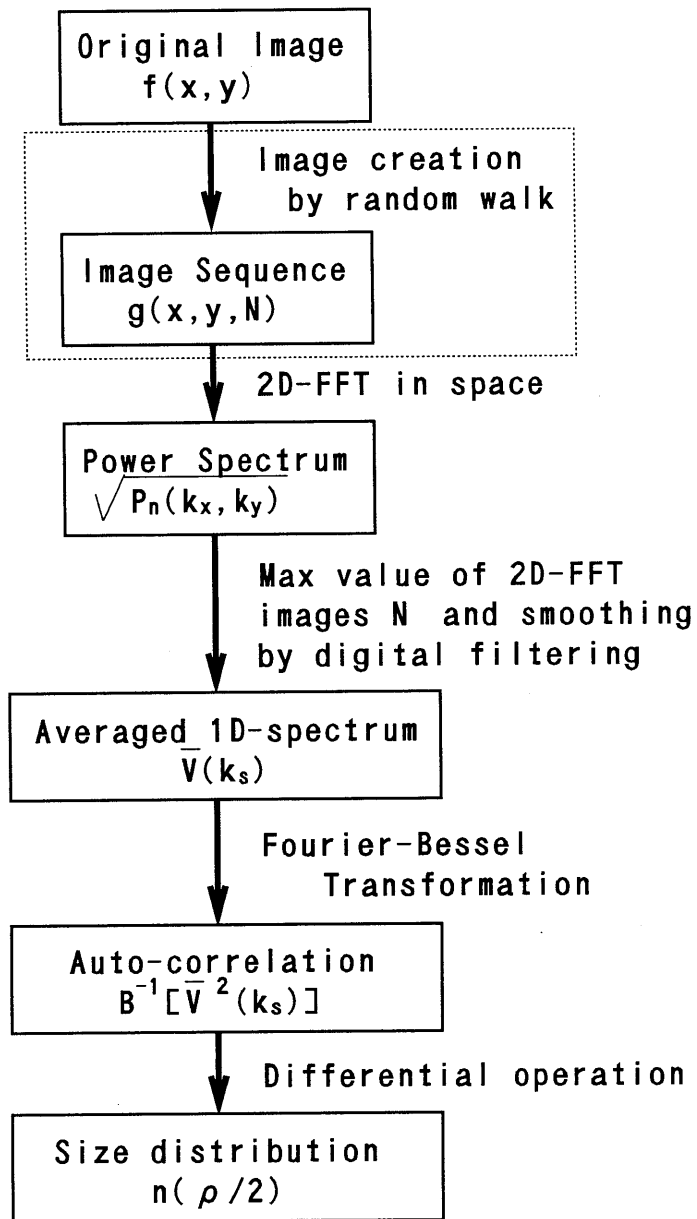 Original Image
f(x,y)
Image creation
by random walk
Image Sequence
g(x,y,N)
2D-FFT in space
Power Spectrum
√Pₙ(kₓ,kᵧ)
Max value of 2D-FFT
images N and smoothing
by digital filtering
Averaged 1D-spectrum
V̅(kₛ)
Fourier-Bessel
Transformation
Auto-correlation
B⁻¹[V̅²(kₛ)]
Differential operation
Size distribution
n(ρ/2)